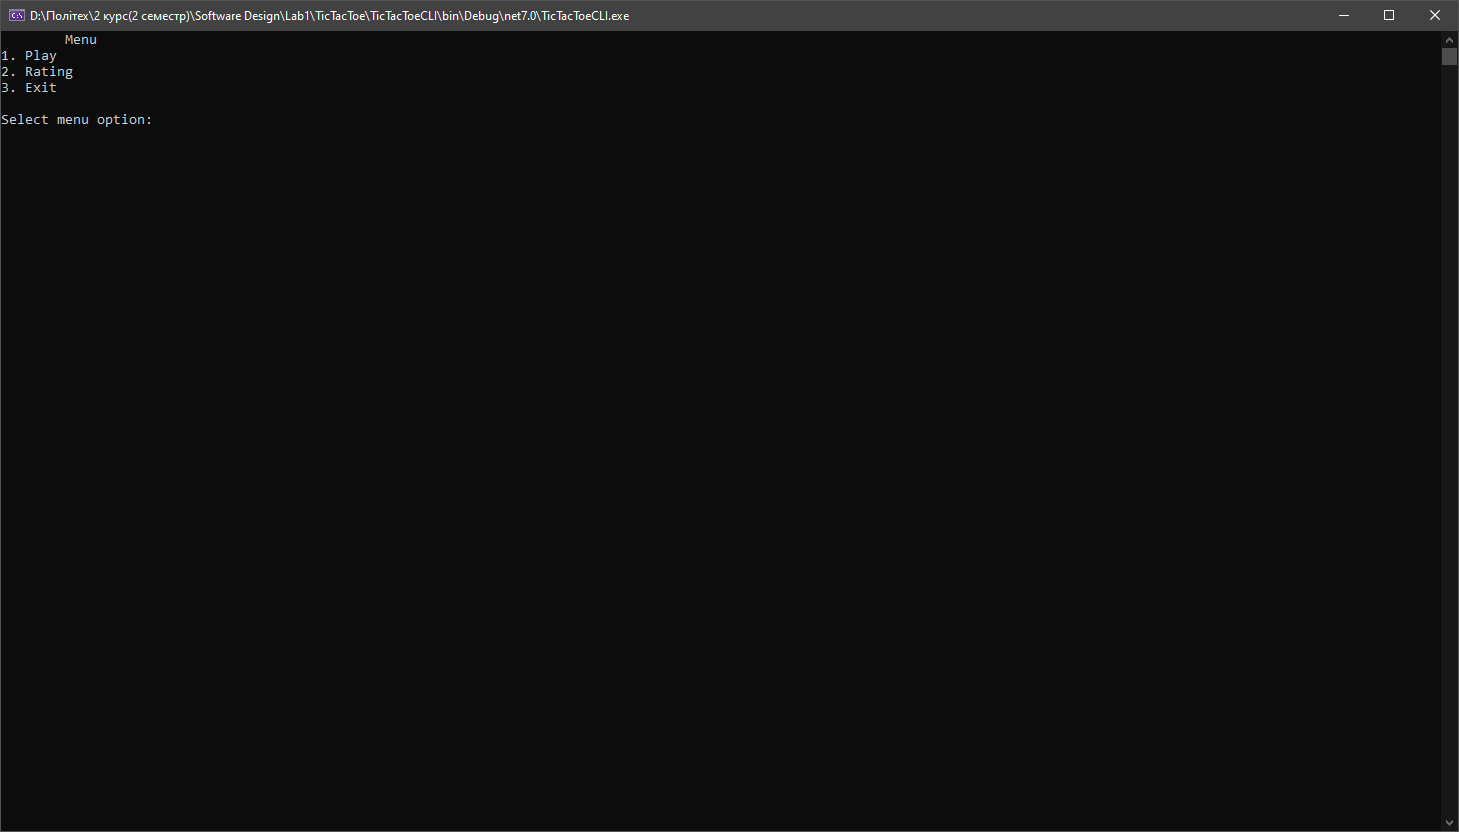 D:\Політех\2 курс(2 семестр)\Software Design\Lab1\TicTacToe\TicTacToeCLI\bin\Debug\net7.0\TicTacToeCLI.exe
Menu
1. Play
2. Rating
3. Exit
Select menu option: